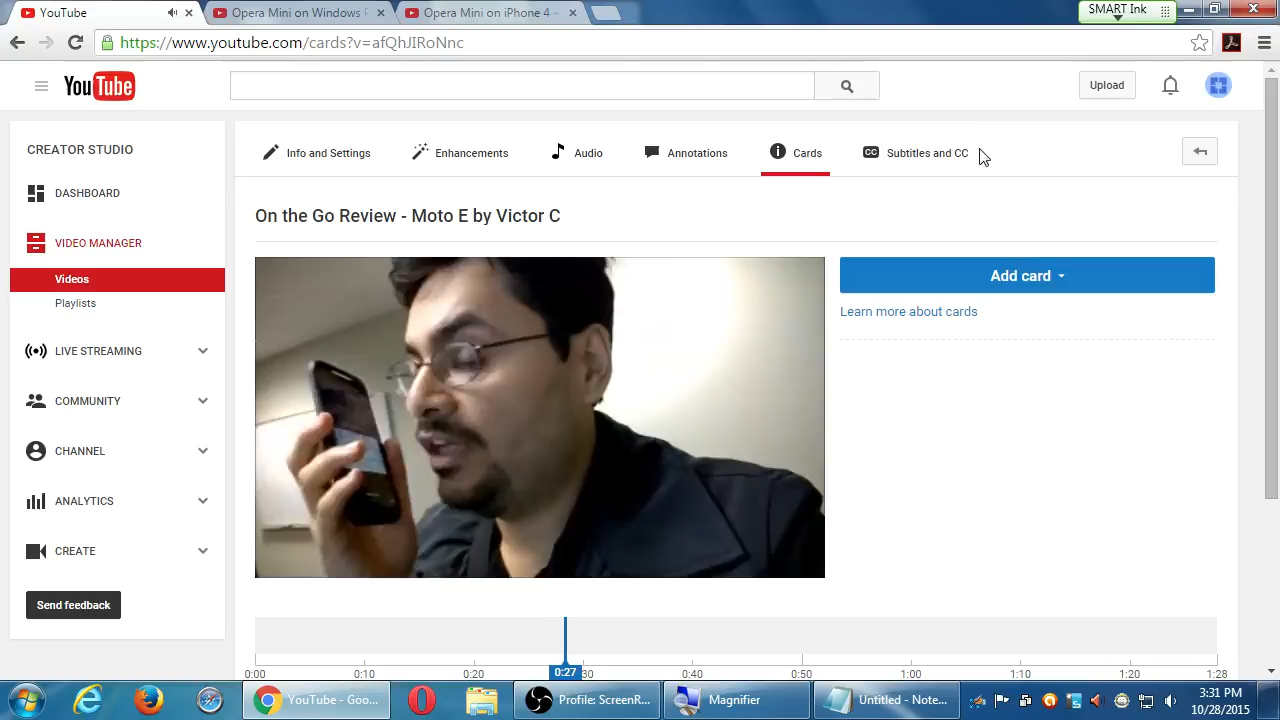 YouTube
Opera Mini on Windows P
Opera Mini on iPhone 4 -
SMART Ink
https://www.youtube.com/cards?v=afQhJIRoNnc
YouTube
Upload
CREATOR STUDIO
DASHBOARD
VIDEO MANAGER
Videos
Playlists
LIVE STREAMING
COMMUNITY
CHANNEL
ANALYTICS
CREATE
Send feedback
Info and Settings
Enhancements
Audio
Annotations
Cards
CC Subtitles and CC
On the Go Review - Moto E by Victor C
Add card
Learn more about cards
0:00 0:10 0:20 0:27 :30 0:40 0:50 1:00 1:10 1:20 1:28
YouTube - Goo...
Profile: ScreenR...
Magnifier
Untitled - Note...
3:31 PM
10/28/2015